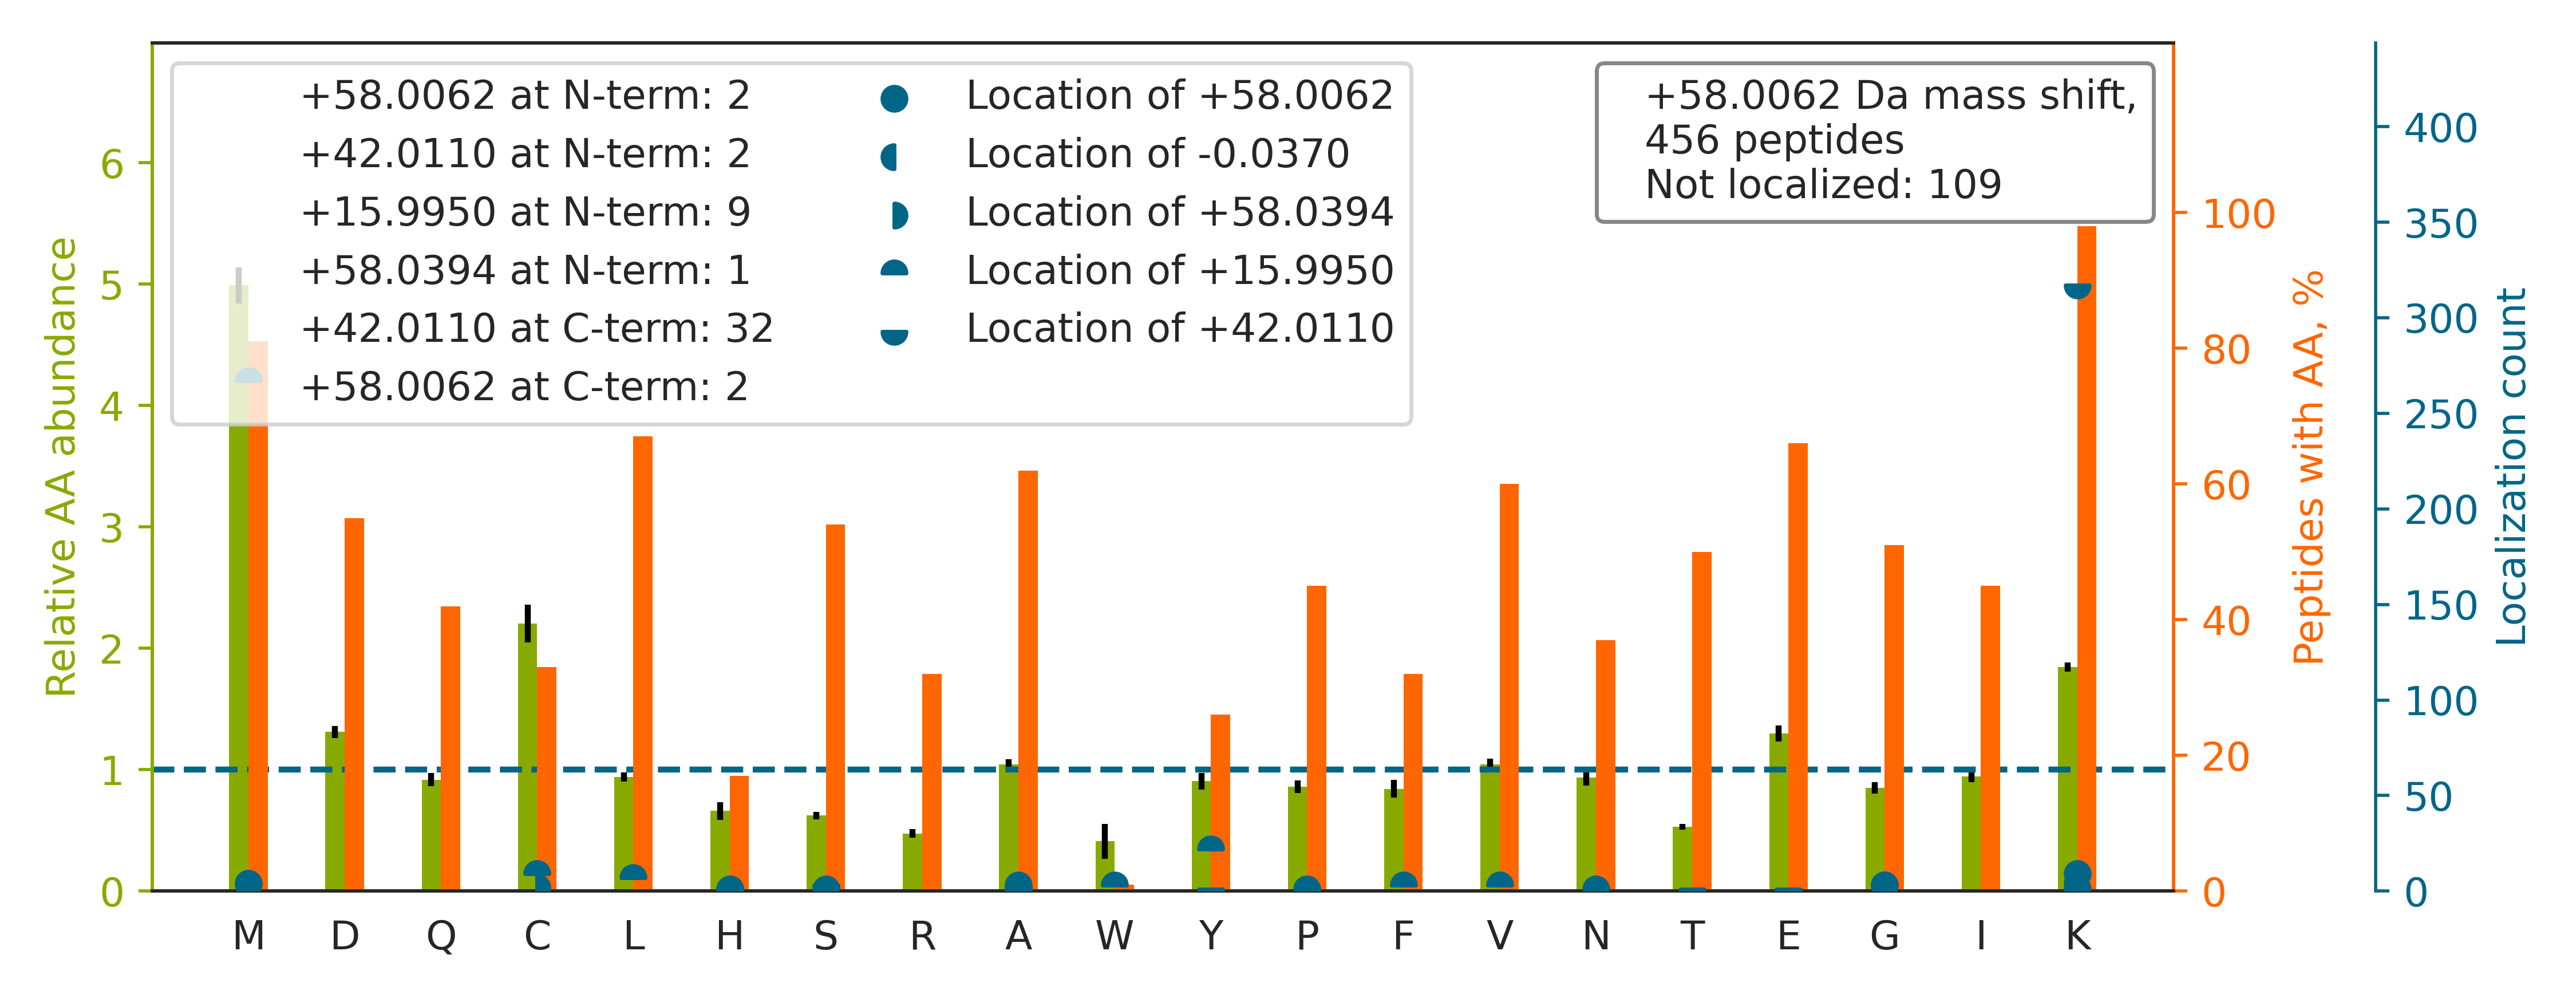 +58.0062 at N-term: 2
+42.0110 at N-term: 2
+15.9950 at N-term: 9
+58.0394 at N-term: 1
+42.0110 at C-term: 32
+58.0062 at C-term: 2
Location of +58.0062
Location of -0.0370
Location of +58.0394
Location of +15.9950
Location of +42.0110
+58.0062 Da mass shift,
456 peptides
Not localized: 109
Relative AA abundance
6
5
4
3
2
1
0
M D Q C L H S R A W Y P F V N T E G I K
100
80
60
40
20
0
Peptides with AA, %
400
350
300
250
200
150
100
50
0
Localization count